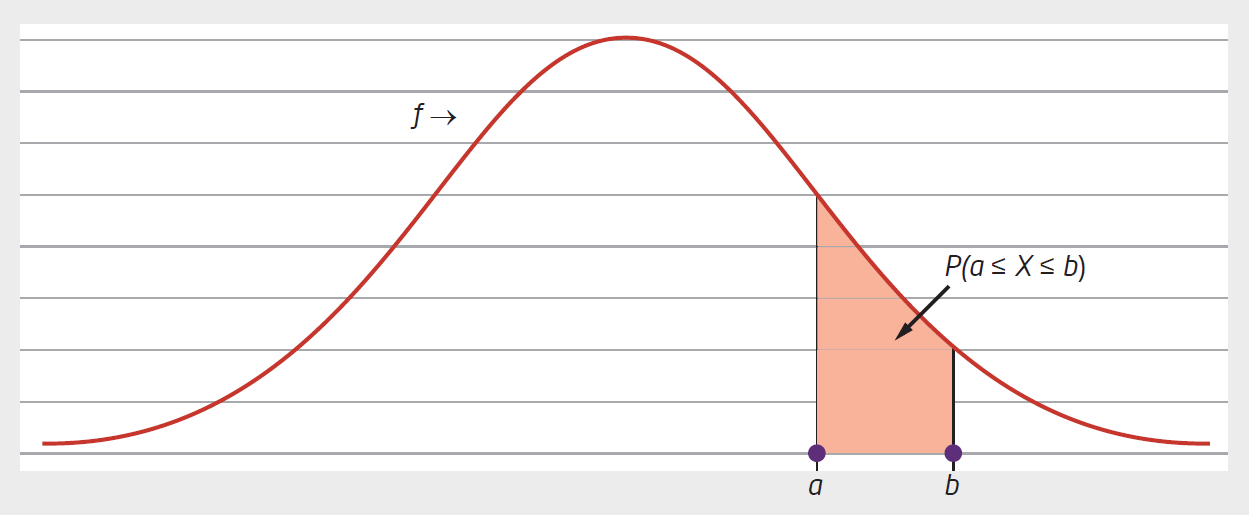 f →
P(a ≤ X ≤ b)
a
b